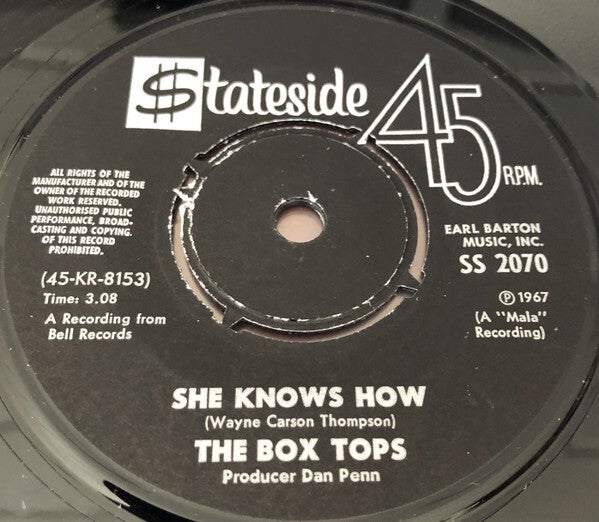 $tateside
45
R.P.M.
ALL RIGHTS OF THE
MANUFACTURER AND OF THE
OWNER OF THE RECORDED
WORK RESERVED.
UNAUTHORISED PUBLIC
PERFORMANCE, BROAD-
CASTING AND COPYING
OF THIS RECORD
PROHIBITED.
(45-KR-8153)
Time: 3.08
A Recording from
Bell Records
EARL BARTON
MUSIC, INC.
SS 2070
℗ 1967
(A "Mala"
Recording)
SHE KNOWS HOW
(Wayne Carson Thompson)
THE BOX TOPS
Producer Dan Penn